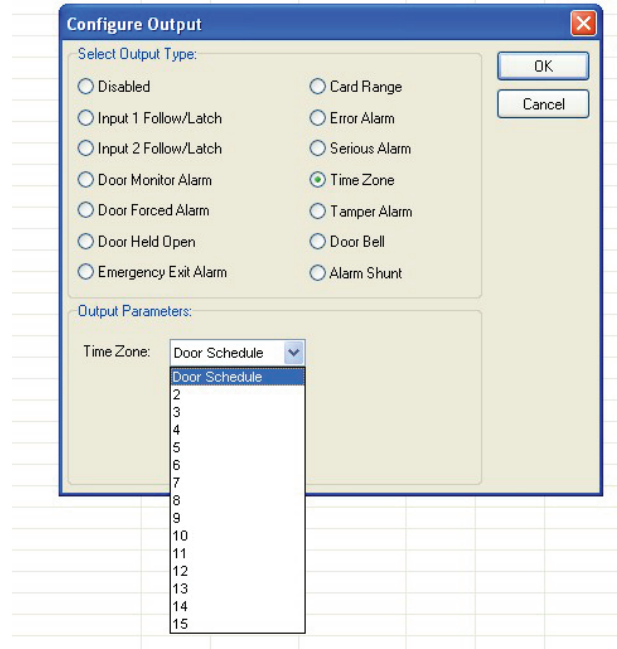 Configure Output
Select Output Type:
Disabled
Input 1 Follow/Latch
Input 2 Follow/Latch
Door Monitor Alarm
Door Forced Alarm
Door Held Open
Emergency Exit Alarm
Card Range
Error Alarm
Serious Alarm
Time Zone
Tamper Alarm
Door Bell
Alarm Shunt
OK
Cancel
Output Parameters:
Time Zone: Door Schedule
Door Schedule
2
3
4
5
6
7
8
9
10
11
12
13
14
15